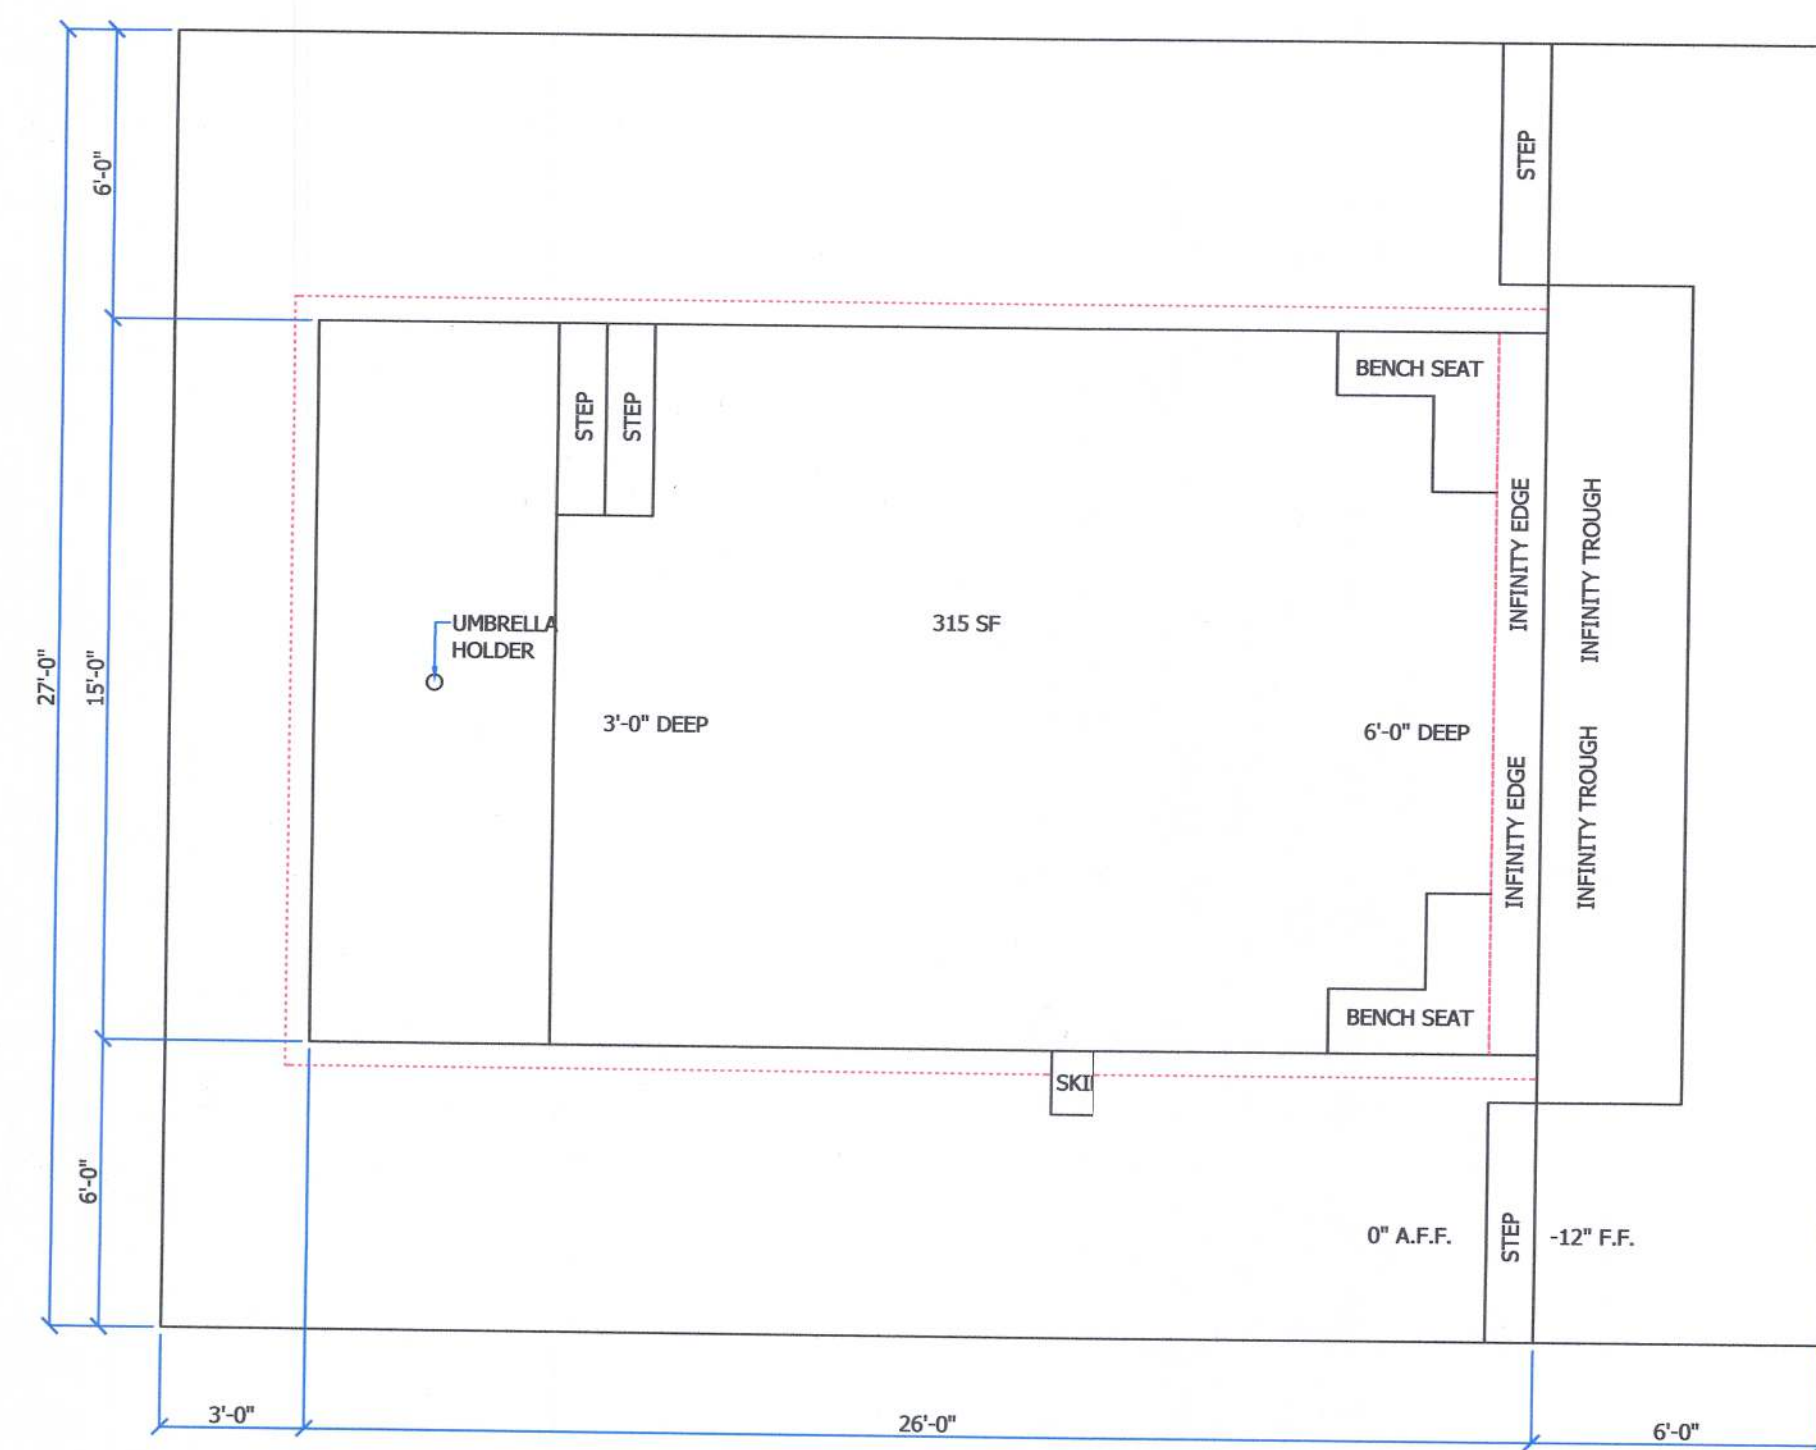 6'-0"
STEP
BENCH SEAT
STEP
STEP
INFINITY EDGE
INFINITY TROUGH
UMBRELLA
HOLDER
315 SF
27'-0"
15'-0"
3'-0" DEEP
6'-0" DEEP
INFINITY EDGE
INFINITY TROUGH
BENCH SEAT
SKI
6'-0"
0" A.F.F.
STEP
-12" F.F.
3'-0"
26'-0"
6'-0"